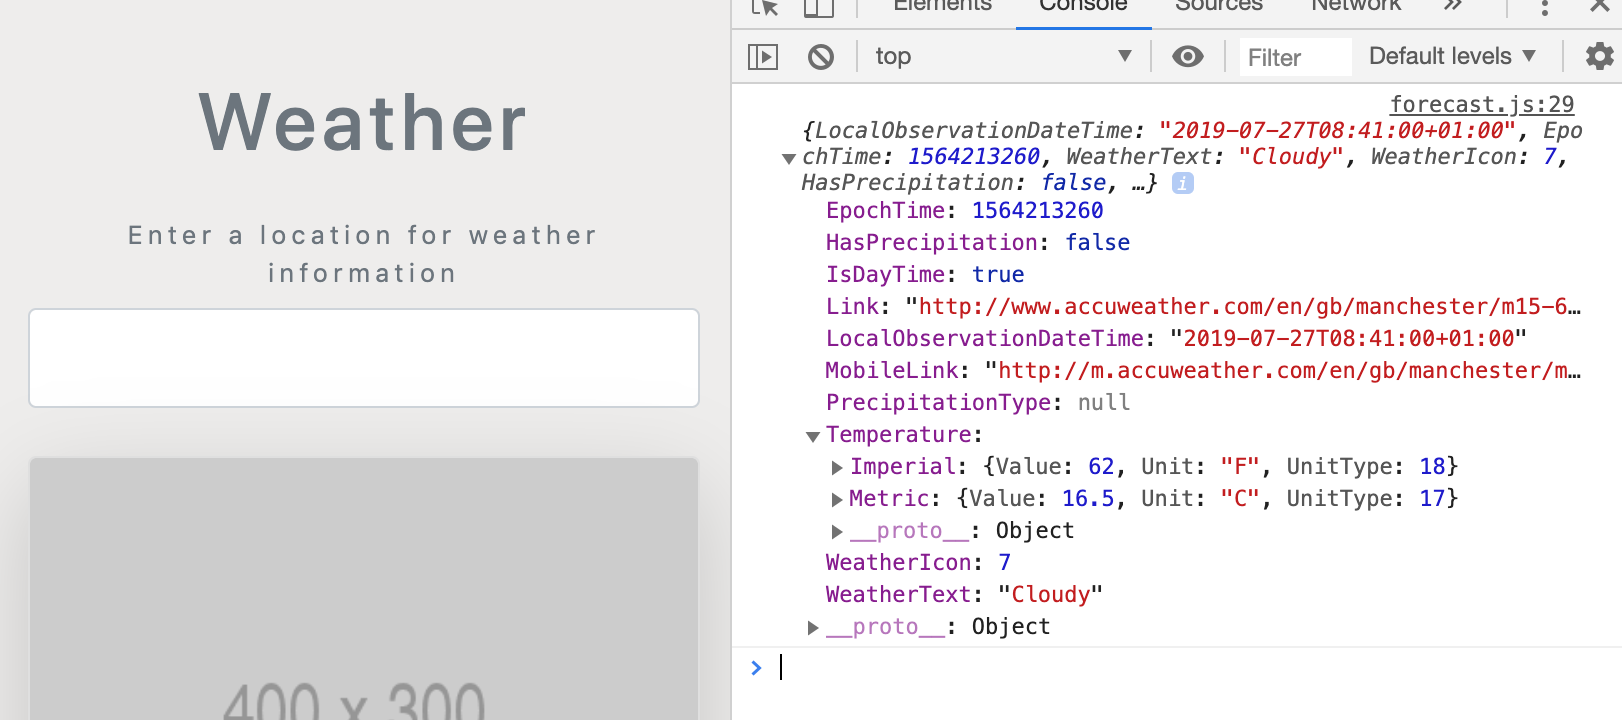 Weather
Enter a location for weather
information
400 x 300
Elements Console Sources Network »
top ▼ Filter Default levels ▼
forecast.js:29
{LocalObservationDateTime: "2019-07-27T08:41:00+01:00", Epo
▼chTime: 1564213260, WeatherText: "Cloudy", WeatherIcon: 7,
HasPrecipitation: false, …} i
EpochTime: 1564213260
HasPrecipitation: false
IsDayTime: true
Link: "http://www.accuweather.com/en/gb/manchester/m15-6…
LocalObservationDateTime: "2019-07-27T08:41:00+01:00"
MobileLink: "http://m.accuweather.com/en/gb/manchester/m…
PrecipitationType: null
▼Temperature:
▶Imperial: {Value: 62, Unit: "F", UnitType: 18}
▶Metric: {Value: 16.5, Unit: "C", UnitType: 17}
▶__proto__: Object
WeatherIcon: 7
WeatherText: "Cloudy"
▶__proto__: Object
>